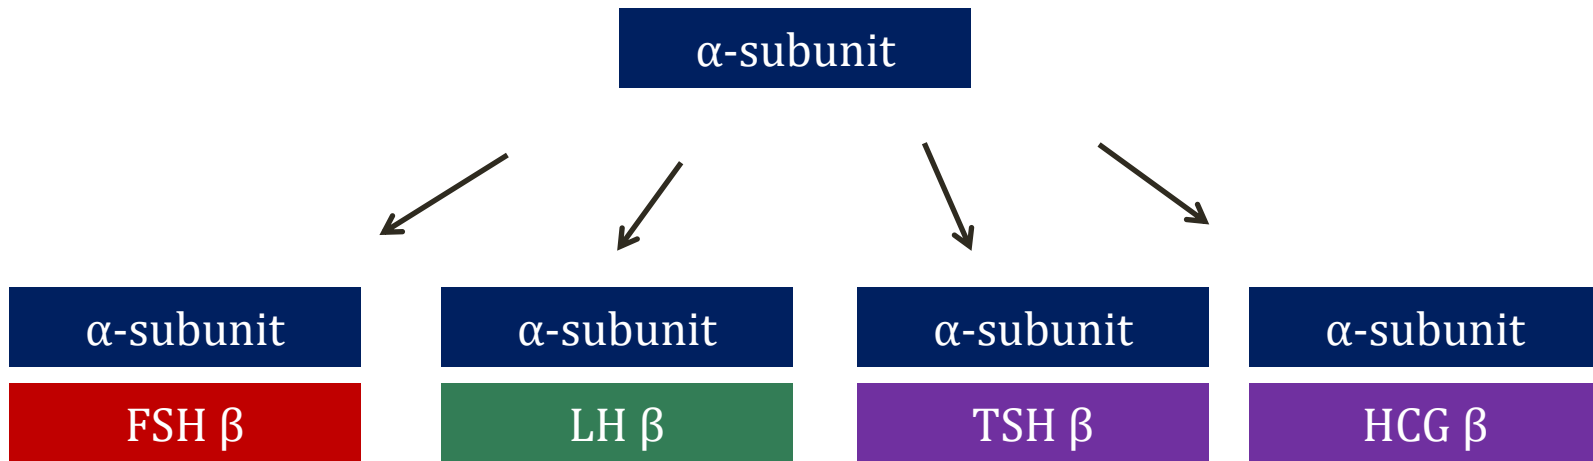 α-subunit
α-subunit
α-subunit
α-subunit
α-subunit
FSH β
LH β
TSH β
HCG β